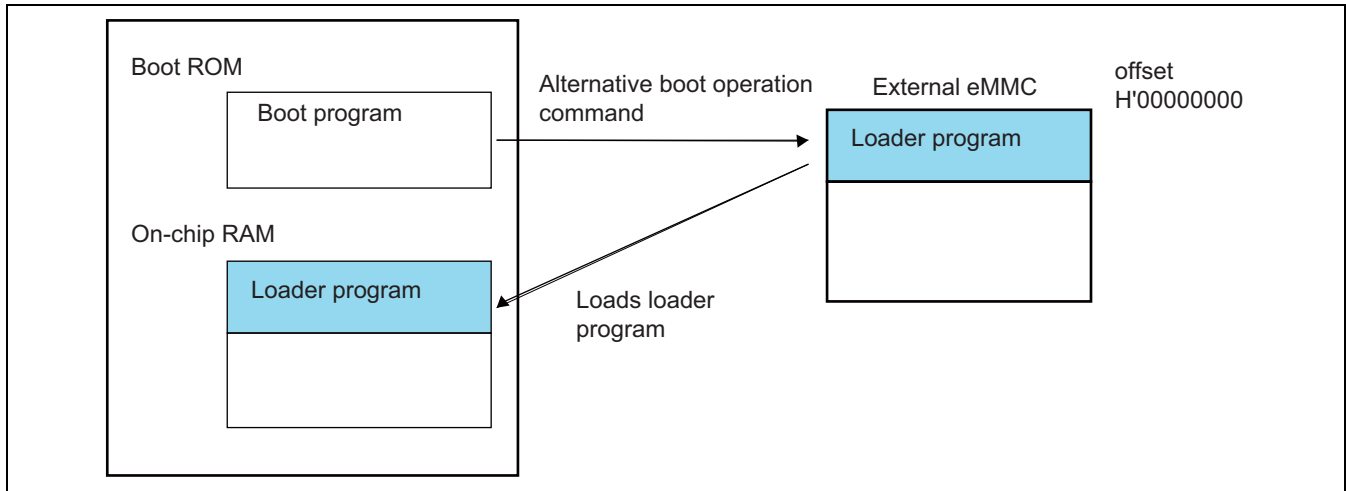 Boot ROM
Boot program
Alternative boot operation
command
External eMMC
offset
H'00000000
Loader program
On-chip RAM
Loader program
Loads loader
program